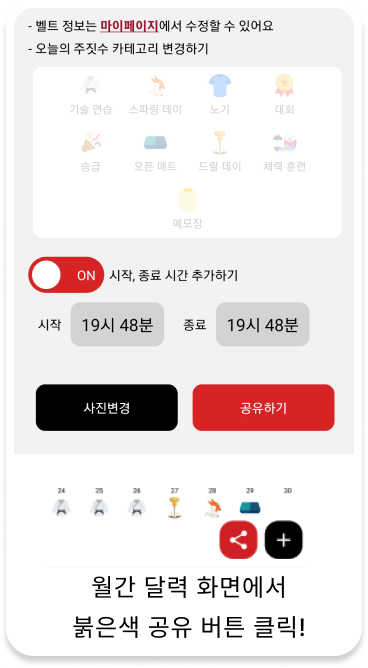 - 벨트 정보는 마이페이지에서 수정할 수 있어요
- 오늘의 주짓수 카테고리 변경하기
기술 연습 스파링 데이 노기 대회
승급 오픈 매트 드릴 데이 체력 훈련
메모장
ON 시작, 종료 시간 추가하기
시작 19시 48분 종료 19시 48분
사진변경 공유하기
24 25 26 27 28 29 30
월간 달력 화면에서
붉은색 공유 버튼 클릭!